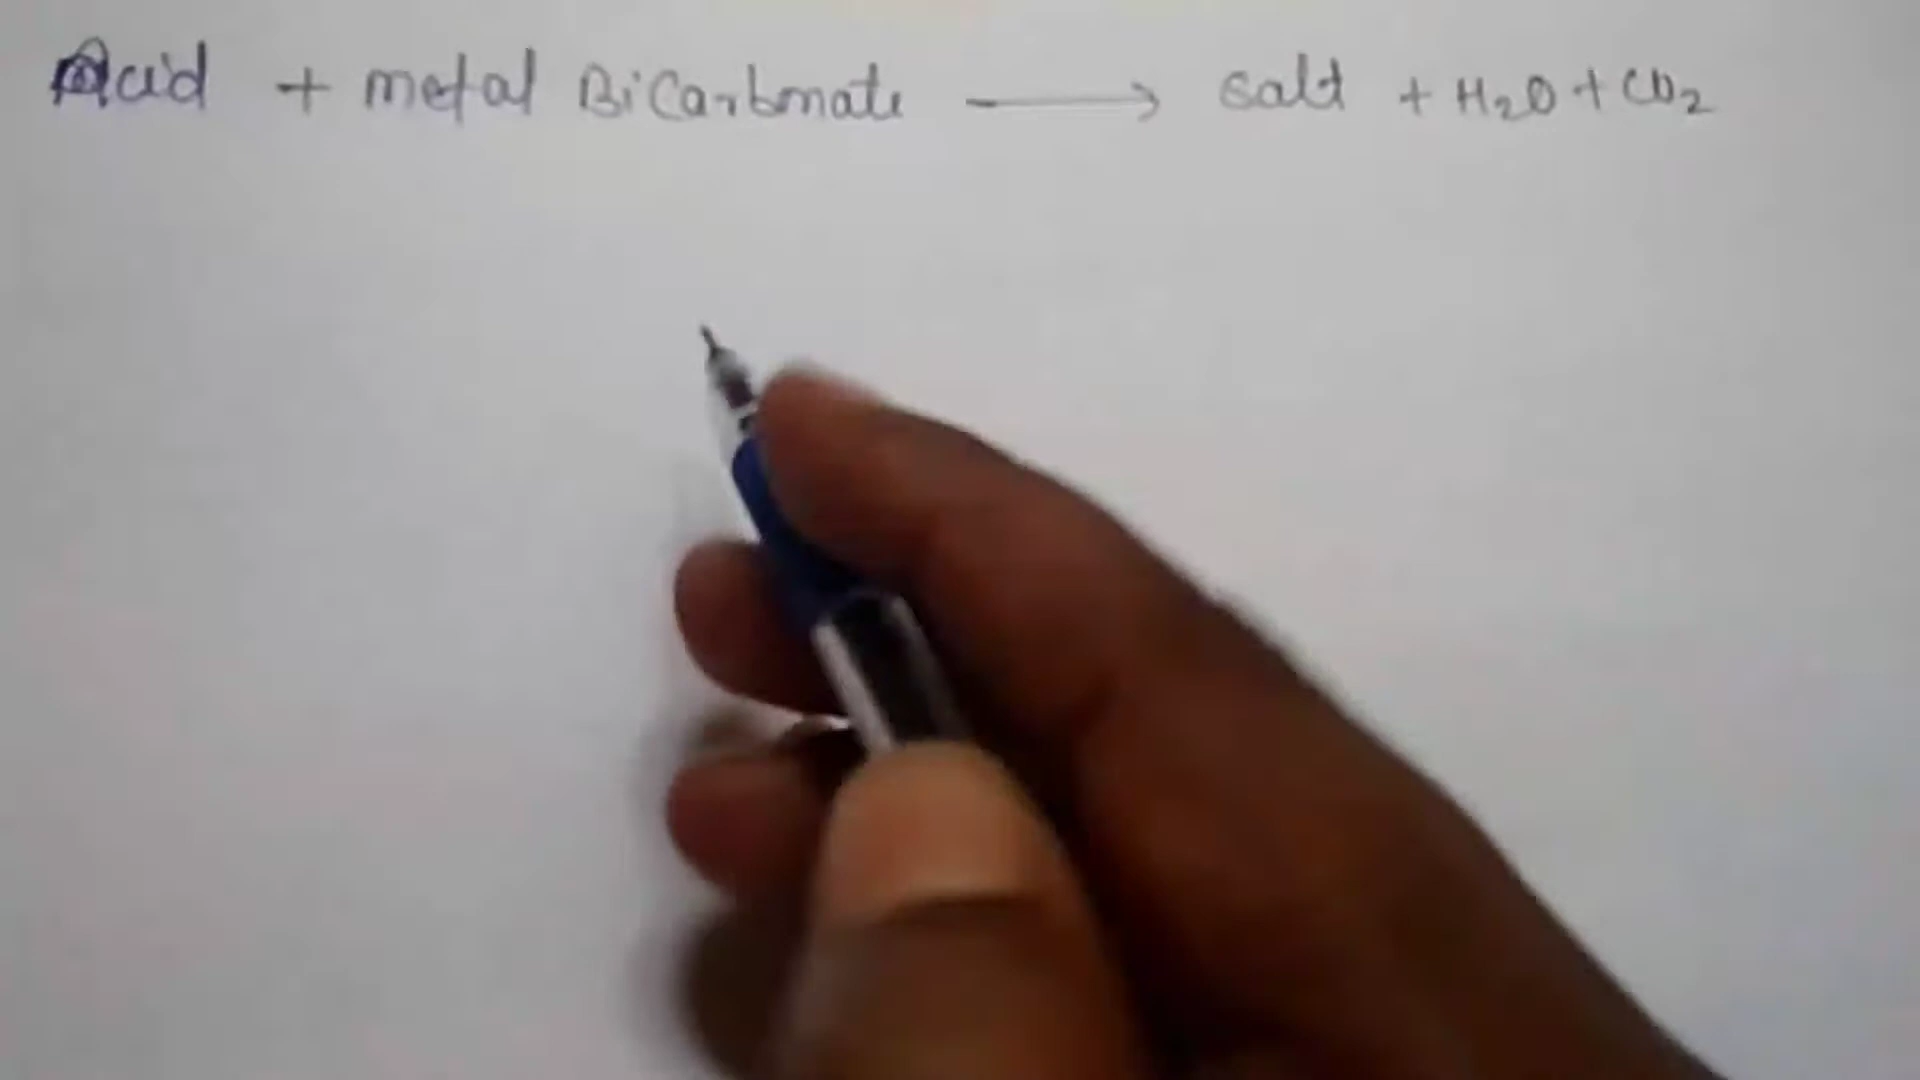 Acid + metal BiCarbonate → salt + H₂O + CO₂